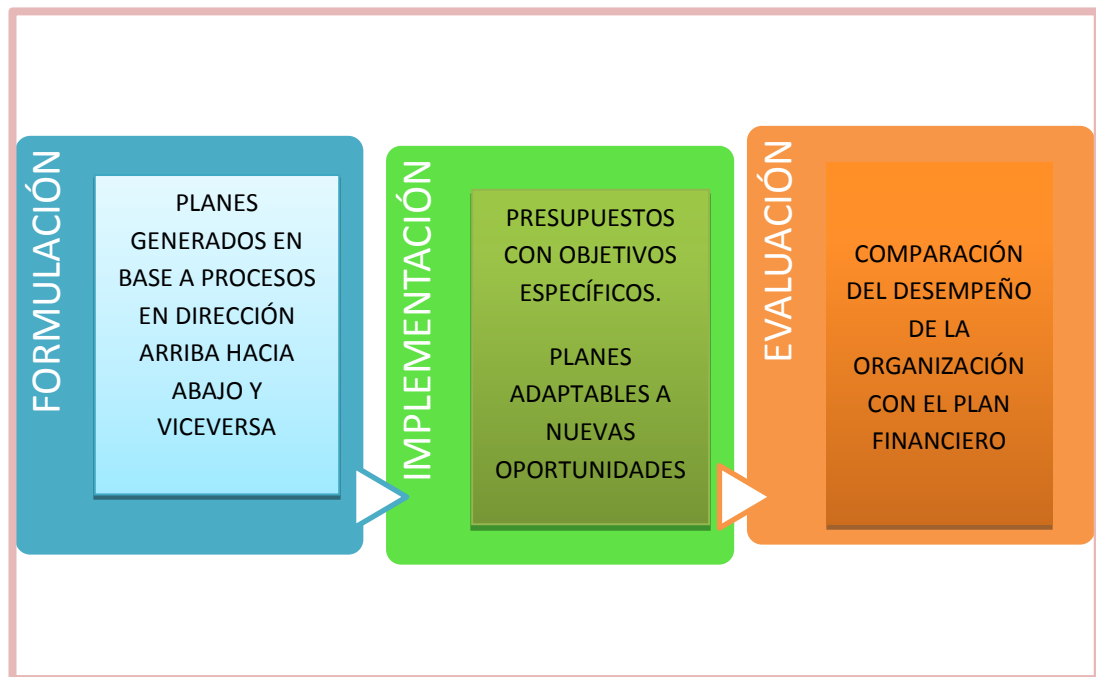 FORMULACIÓN
PLANES
GENERADOS EN
BASE A PROCESOS
EN DIRECCIÓN
ARRIBA HACIA
ABAJO Y
VICEVERSA
IMPLEMENTACIÓN
PRESUPUESTOS
CON OBJETIVOS
ESPECÍFICOS.
PLANES
ADAPTABLES A
NUEVAS
OPORTUNIDADES
EVALUACIÓN
COMPARACIÓN
DEL DESEMPEÑO
DE LA
ORGANIZACIÓN
CON EL PLAN
FINANCIERO